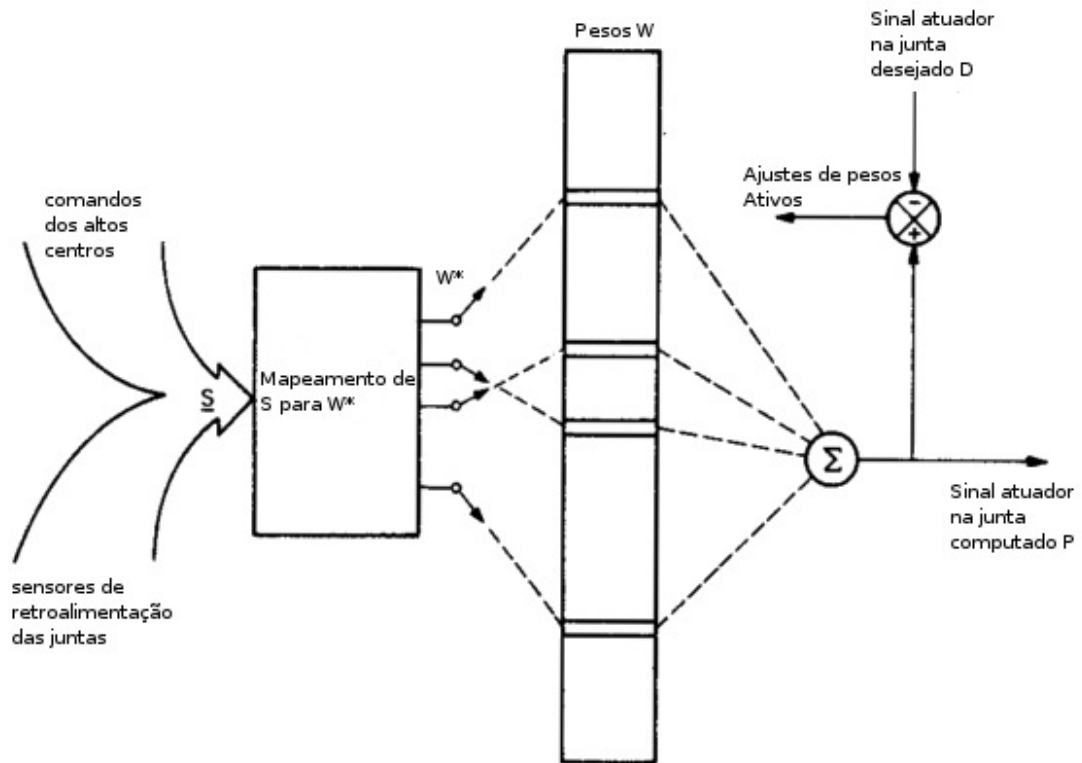 Pesos W
Sinal atuador
na junta
desejado D
comandos
dos altos
centros
Ajustes de pesos
Ativos
-
+
W*
S
Mapeamento de
S para W*
Σ
Sinal atuador
na junta
computado P
sensores de
retroalimentação
das juntas